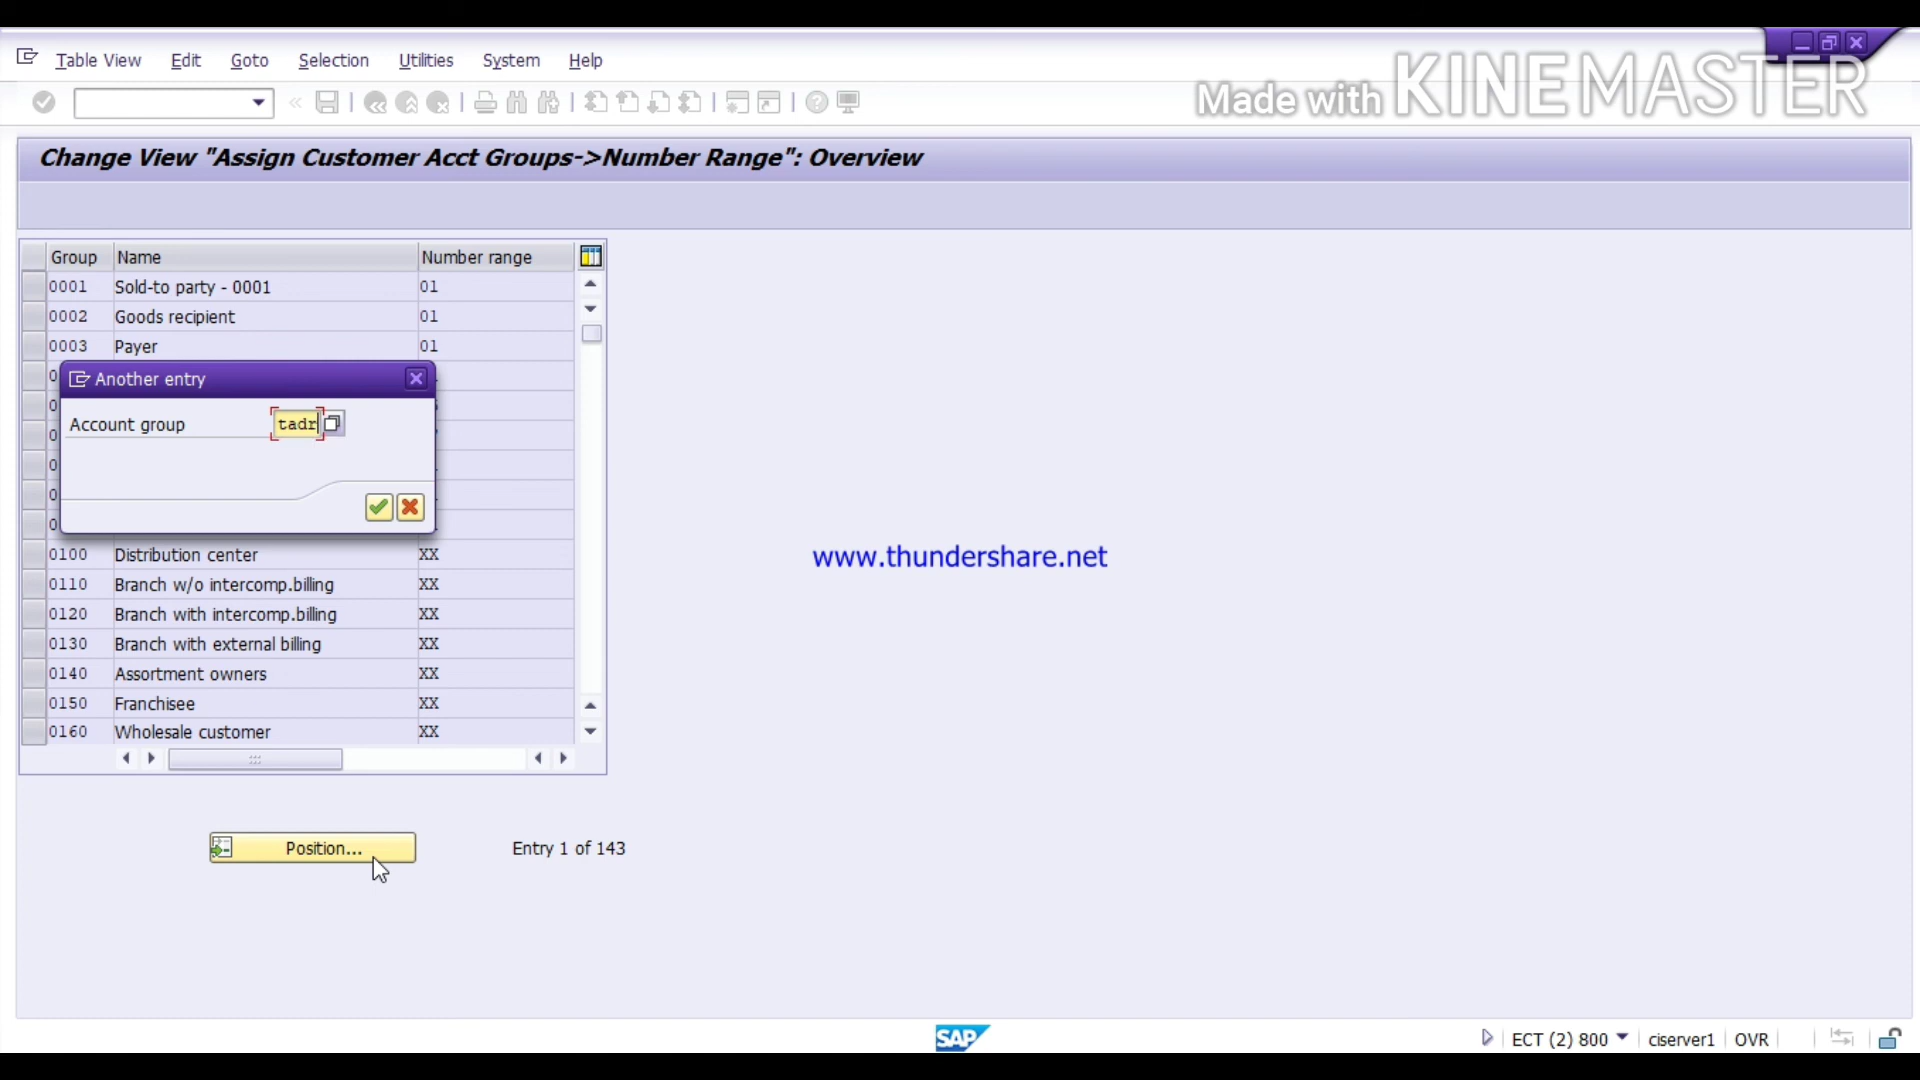 Table View Edit Goto Selection Utilities System Help
Made with KINEMASTER
Change View "Assign Customer Acct Groups->Number Range": Overview
Group Name Number range
0001 Sold-to party - 0001 01
0002 Goods recipient 01
0003 Payer 01
Another entry
Account group tadr
0100 Distribution center XX
0110 Branch w/o intercomp.billing XX
0120 Branch with intercomp.billing XX
0130 Branch with external billing XX
0140 Assortment owners XX
0150 Franchisee XX
0160 Wholesale customer XX
www.thundershare.net
Position... Entry 1 of 143
SAP ECT (2) 800 ciserver1 OVR